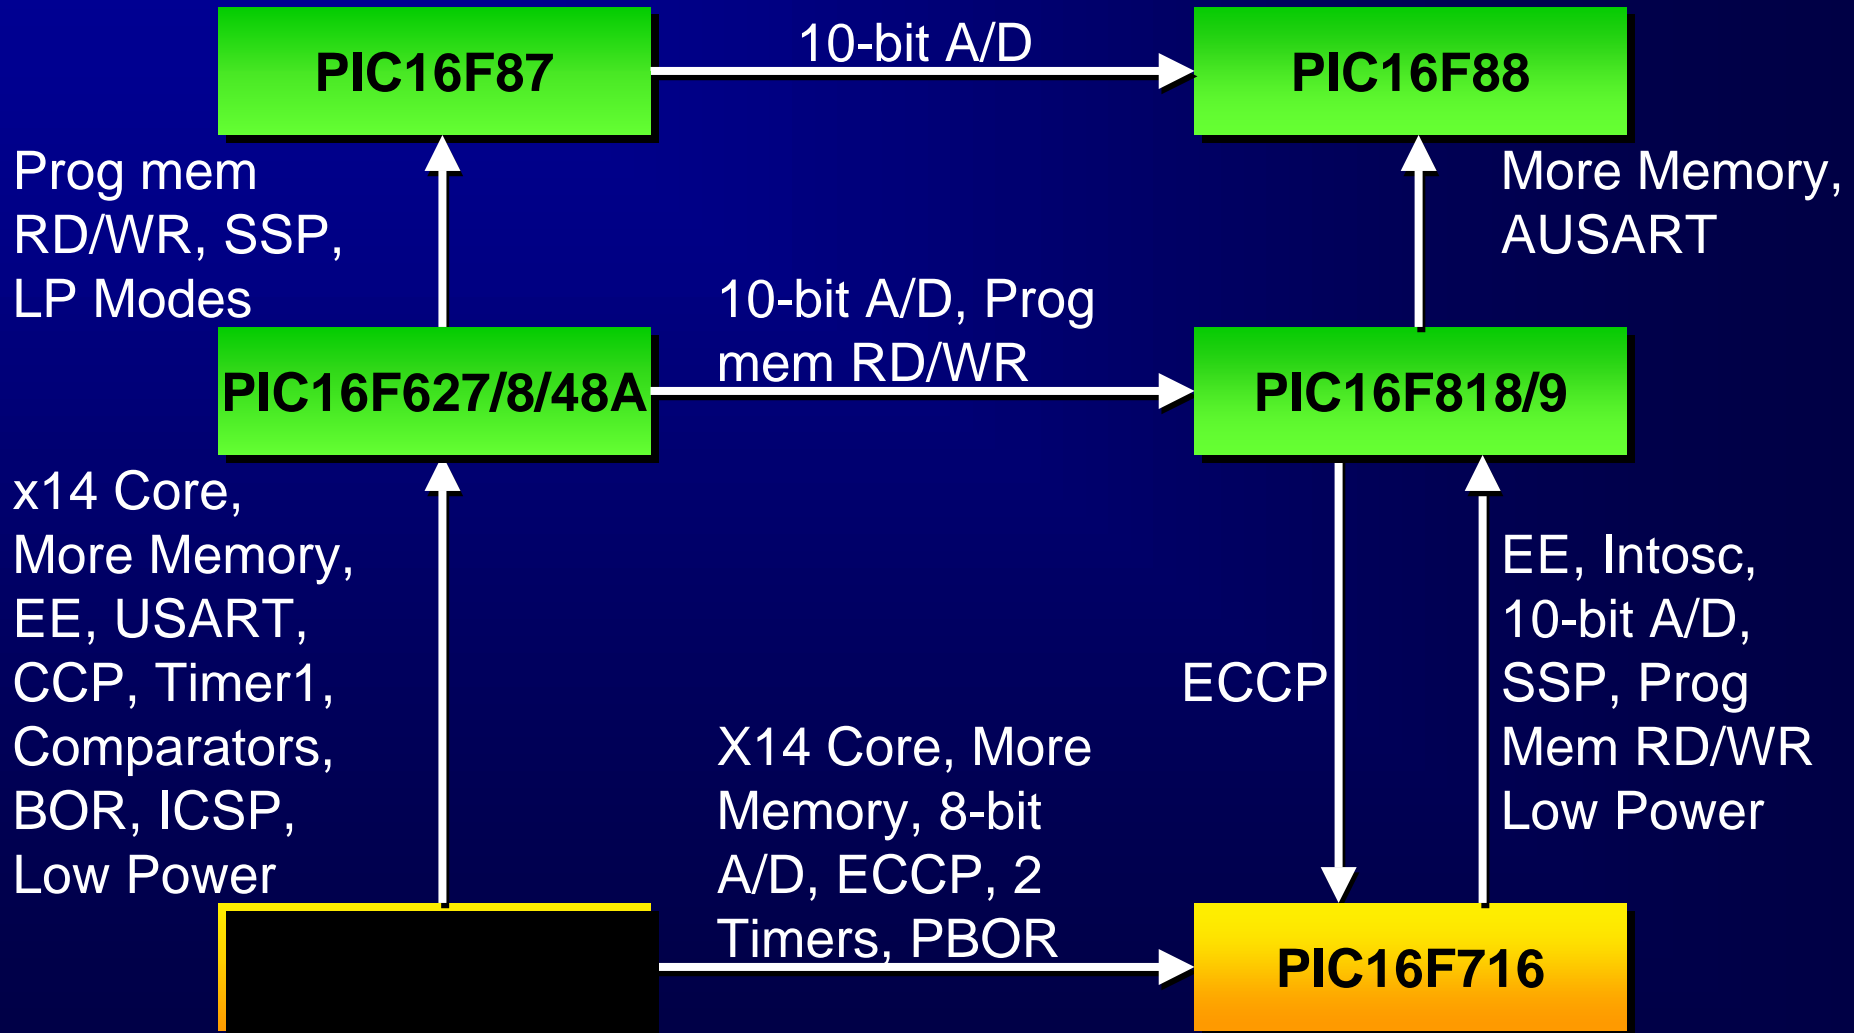 PIC16F87
10-bit A/D
PIC16F88
Prog mem
RD/WR, SSP,
LP Modes
More Memory,
AUSART
10-bit A/D, Prog
mem RD/WR
PIC16F627/8/48A
PIC16F818/9
x14 Core,
More Memory,
EE, USART,
CCP, Timer1,
Comparators,
BOR, ICSP,
Low Power
ECCP
EE, Intosc,
10-bit A/D,
SSP, Prog
Mem RD/WR
Low Power
X14 Core, More
Memory, 8-bit
A/D, ECCP, 2
Timers, PBOR
PIC16F716